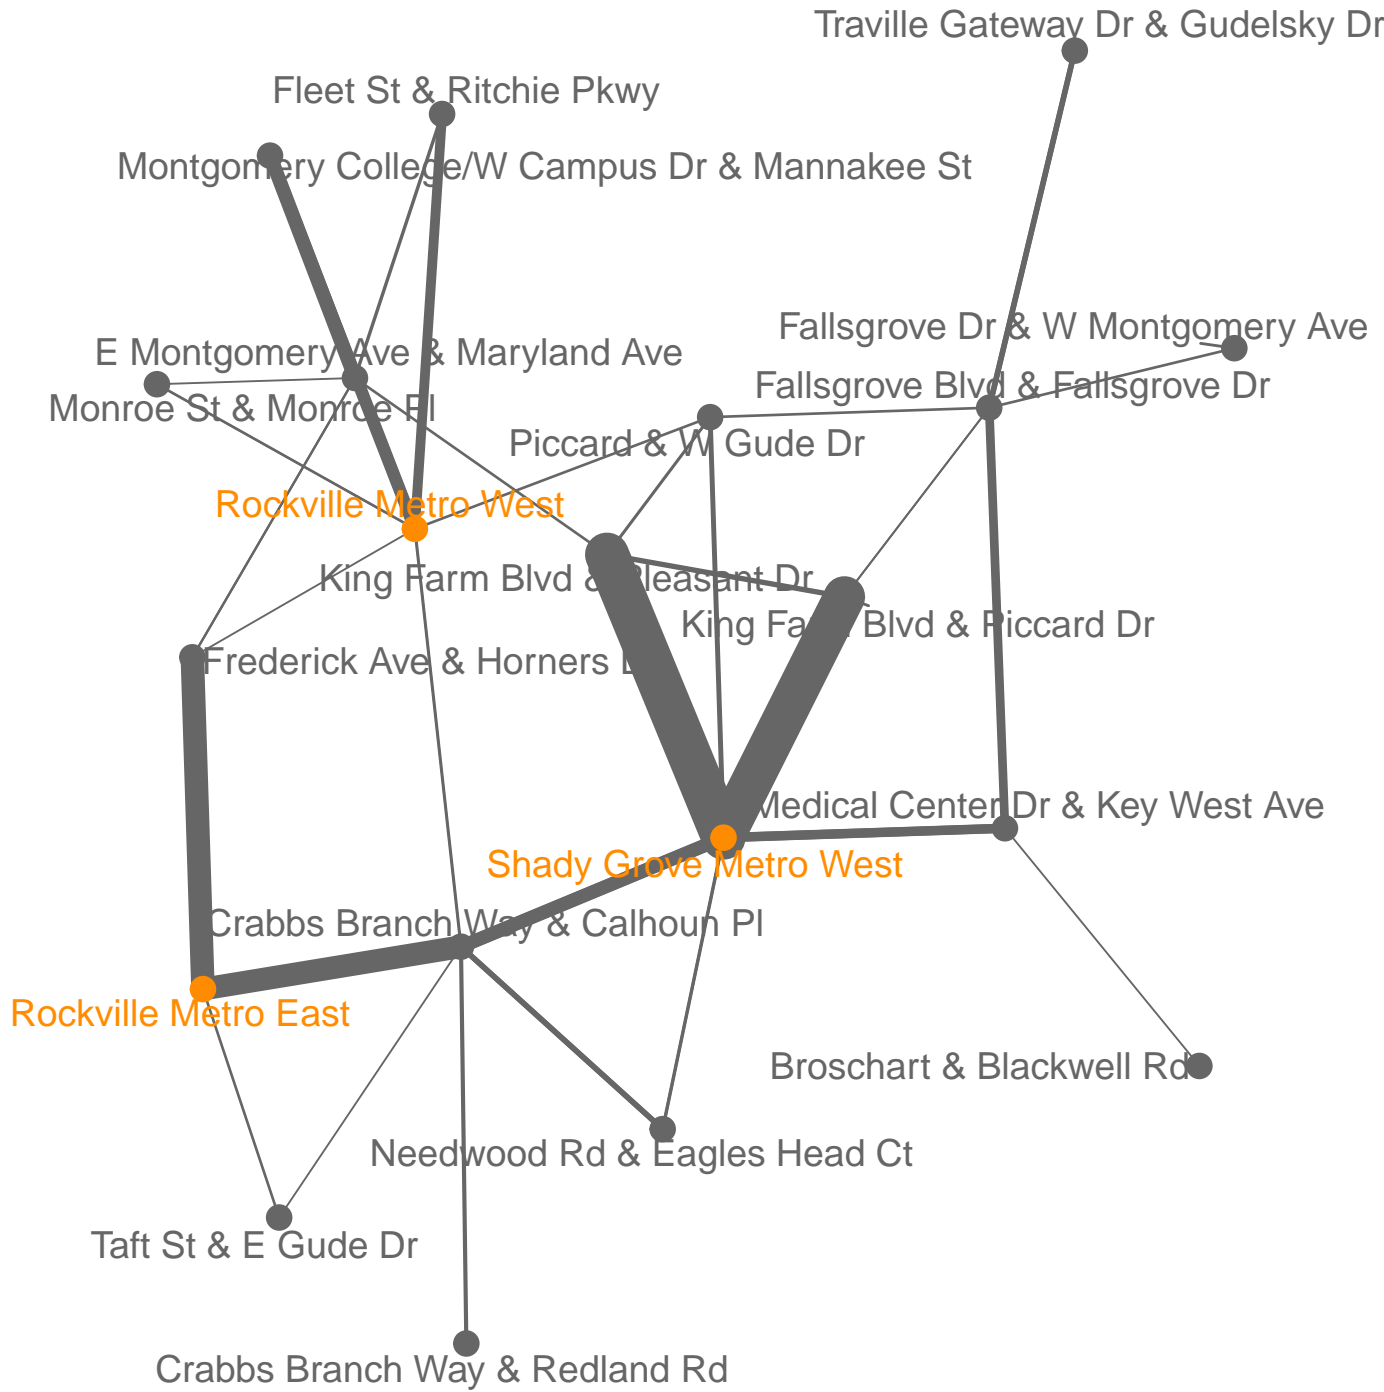 Traville Gateway Dr & Gudelsky Dr
Fleet St & Ritchie Pkwy
Montgomery College/W Campus Dr & Mannakee St
Fallsgrove Dr & W Montgomery Ave
E Montgomery Ave & Maryland Ave
Fallsgrove Blvd & Fallsgrove Dr
Monroe St & Monroe Pl
Piccard & W Gude Dr
Rockville Metro West
King Farm Blvd & Pleasant Dr
King Farm Blvd & Piccard Dr
Frederick Ave & Horners
Medical Center Dr & Key West Ave
Shady Grove Metro West
Crabbs Branch Way & Calhoun Pl
Rockville Metro East
Broschart & Blackwell Rd
Needwood Rd & Eagles Head Ct
Taft St & E Gude Dr
Crabbs Branch Way & Redland Rd